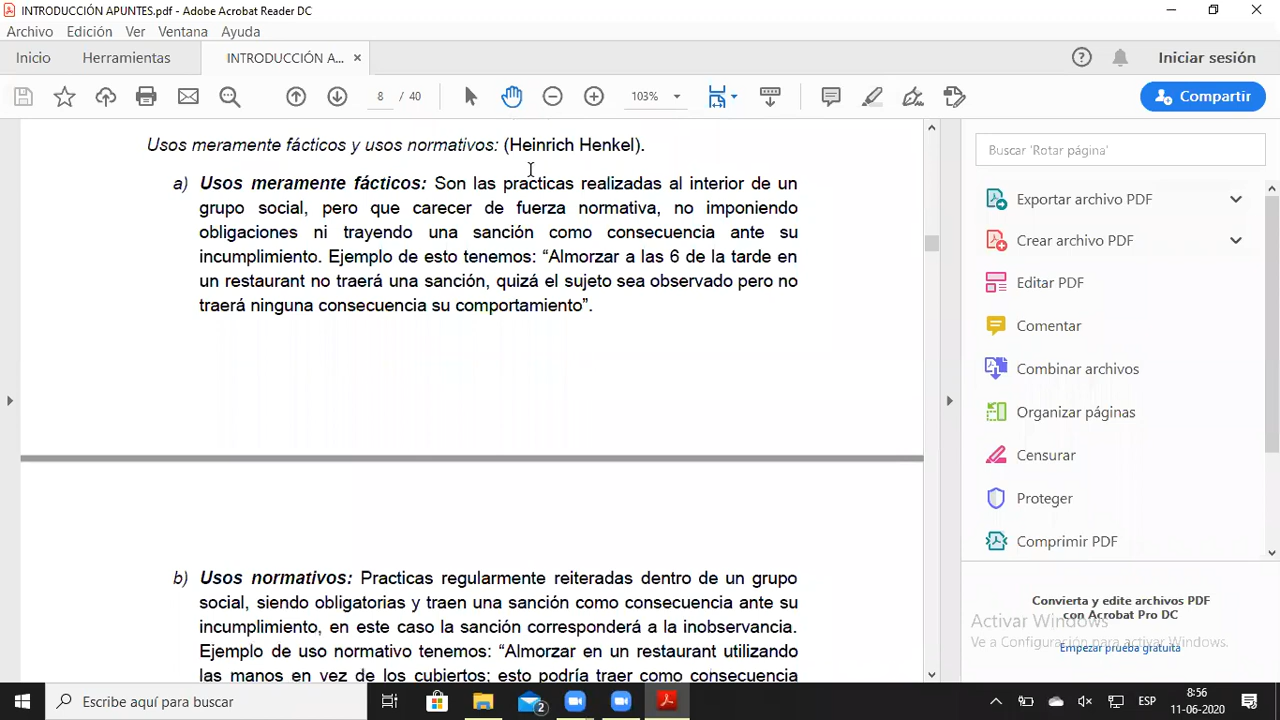 INTRODUCCIÓN APUNTES.pdf - Adobe Acrobat Reader DC
Archivo Edición Ver Ventana Ayuda
Inicio Herramientas INTRODUCCIÓN A... × Iniciar sesión
8 / 40 103% Compartir
Usos meramente fácticos y usos normativos: (Heinrich Henkel).
a) Usos meramente fácticos: Son las practicas realizadas al interior de un
grupo social, pero que carecer de fuerza normativa, no imponiendo
obligaciones ni trayendo una sanción como consecuencia ante su
incumplimiento. Ejemplo de esto tenemos: “Almorzar a las 6 de la tarde en
un restaurant no traerá una sanción, quizá el sujeto sea observado pero no
traerá ninguna consecuencia su comportamiento”.
b) Usos normativos: Practicas regularmente reiteradas dentro de un grupo
social, siendo obligatorias y traen una sanción como consecuencia ante su
incumplimiento, en este caso la sanción corresponderá a la inobservancia.
Ejemplo de uso normativo tenemos: “Almorzar en un restaurant utilizando
las manos en vez de los cubiertos; esto podría traer como consecuencia
Buscar 'Rotar página'
Exportar archivo PDF
Crear archivo PDF
Editar PDF
Comentar
Combinar archivos
Organizar páginas
Censurar
Proteger
Comprimir PDF
Convierta y edite archivos PDF
con Acrobat Pro DC
Activar Windows
Ve a Configuración para activar Windows.
Empezar prueba gratuita
Escribe aquí para buscar
2
ESP
8:56
11-06-2020